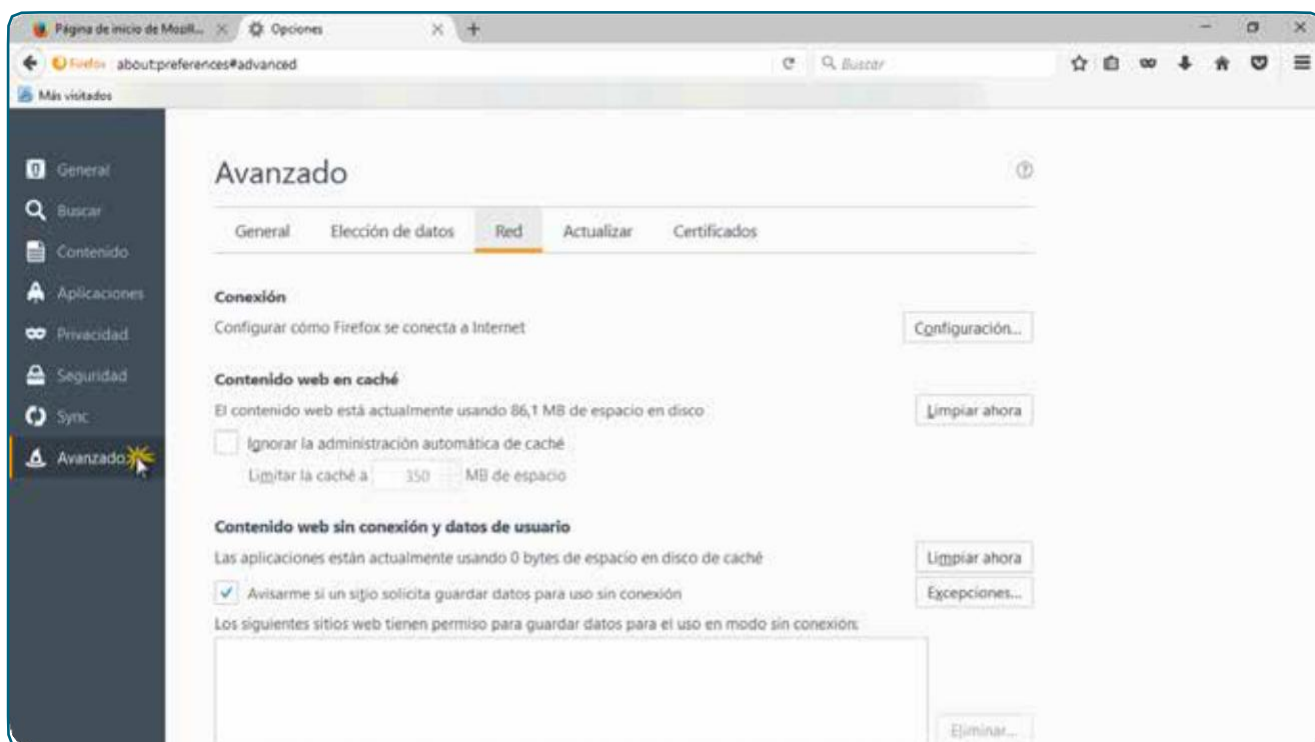 Página de inicio de Mozill... Opciones
Firefox about:preferences#advanced Buscar
Más visitados
General
Buscar
Contenido
Aplicaciones
Privacidad
Seguridad
Sync
Avanzado
Avanzado
General Elección de datos Red Actualizar Certificados
Conexión
Configurar cómo Firefox se conecta a Internet Configuración...
Contenido web en caché
El contenido web está actualmente usando 86,1 MB de espacio en disco Limpiar ahora
Ignorar la administración automática de caché
Limitar la caché a 350 MB de espacio
Contenido web sin conexión y datos de usuario
Las aplicaciones están actualmente usando 0 bytes de espacio en disco de caché Limpiar ahora
Avisarme si un sitio solicita guardar datos para uso sin conexión Excepciones...
Los siguientes sitios web tienen permiso para guardar datos para el uso en modo sin conexión:
Eliminar...